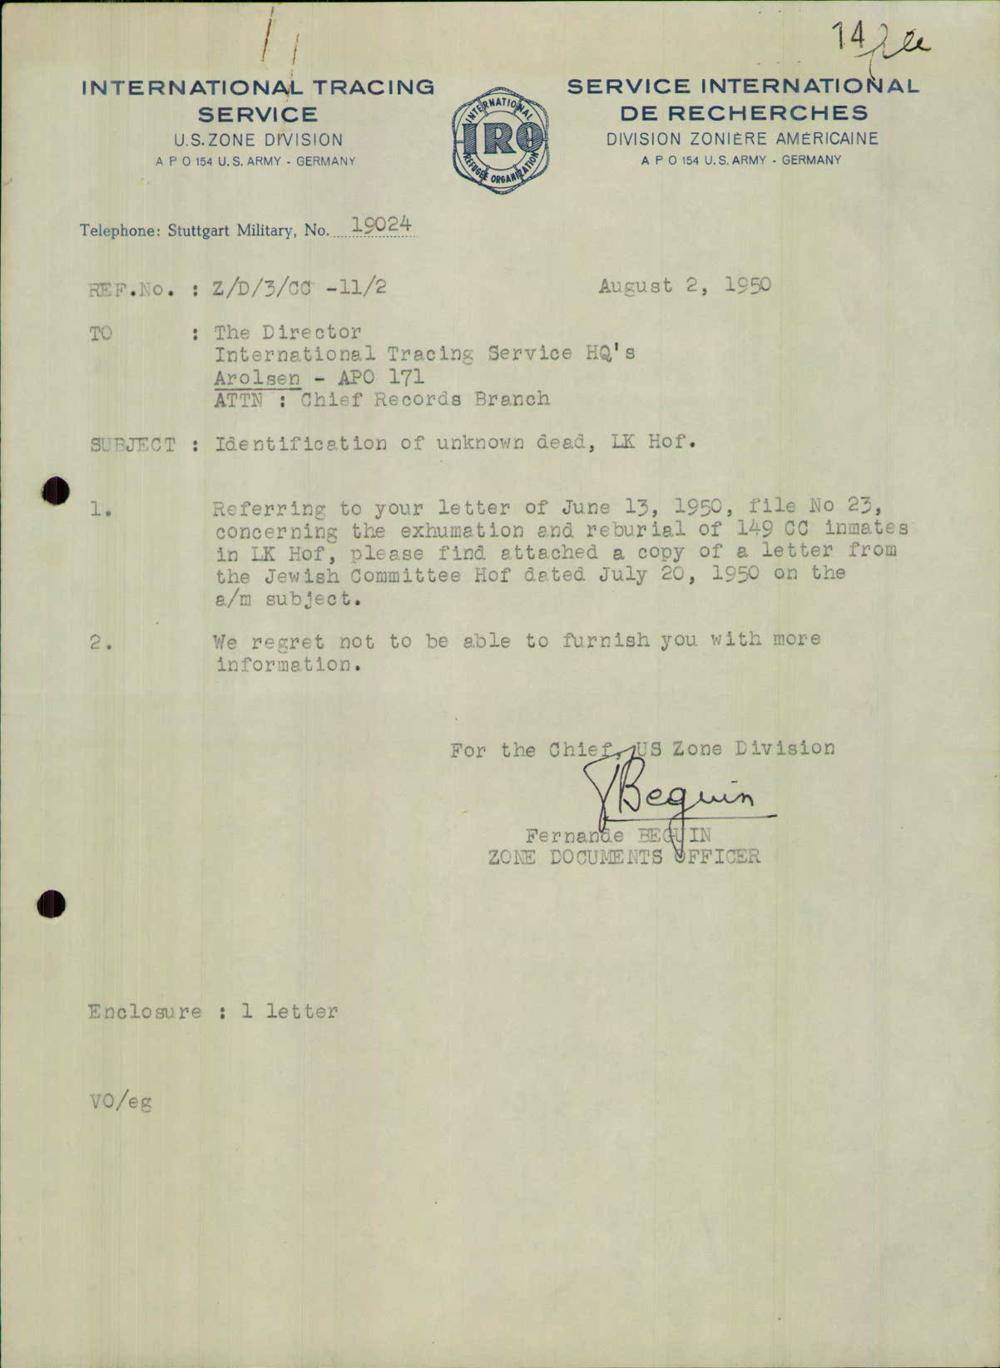 14
INTERNATIONAL TRACING
SERVICE
U.S. ZONE DIVISION
A P O 154 U.S. ARMY - GERMANY
INTERNATIONAL
IRO
REFUGEE ORGANIZATION
SERVICE INTERNATIONAL
DE RECHERCHES
DIVISION ZONIÈRE AMÉRICAINE
A P O 154 U.S. ARMY - GERMANY
Telephone: Stuttgart Military, No. 19024
REF.No. : Z/D/3/CC -11/2
August 2, 1950
TO : The Director
International Tracing Service HQ's
Arolsen - APO 171
ATTN : Chief Records Branch
SUBJECT : Identification of unknown dead, LK Hof.
1. Referring to your letter of June 13, 1950, file No 23,
concerning the exhumation and reburial of 149 CC inmates
in LK Hof, please find attached a copy of a letter from
the Jewish Committee Hof dated July 20, 1950 on the
a/m subject.
2. We regret not to be able to furnish you with more
information.
For the Chief, US Zone Division
Beguin
Fernande BEGUIN
ZONE DOCUMENTS OFFICER
Enclosure : 1 letter
VO/eg